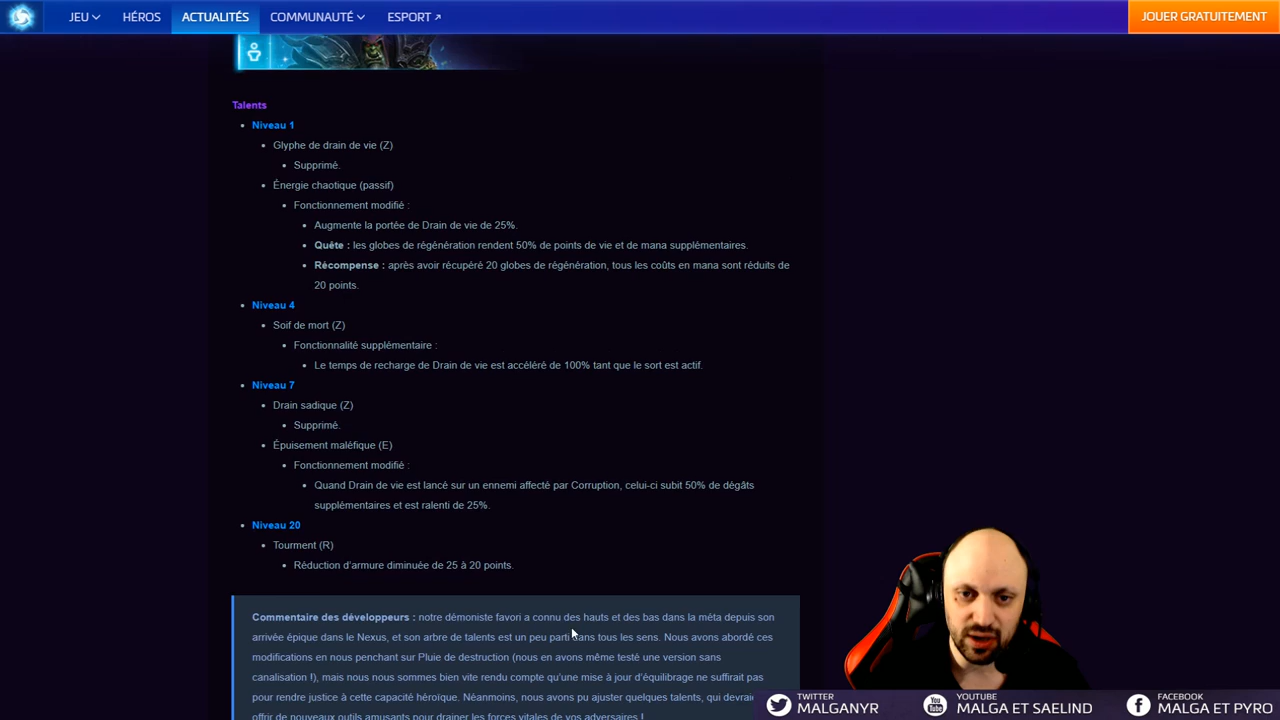 JEU HÉROS ACTUALITÉS COMMUNAUTÉ ESPORT JOUER GRATUITEMENT
Talents
Niveau 1
Glyphe de drain de vie (Z)
Supprimé.
Énergie chaotique (passif)
Fonctionnement modifié :
Augmente la portée de Drain de vie de 25%.
Quête : les globes de régénération rendent 50% de points de vie et de mana supplémentaires.
Récompense : après avoir récupéré 20 globes de régénération, tous les coûts en mana sont réduits de
20 points.
Niveau 4
Soif de mort (Z)
Fonctionnalité supplémentaire :
Le temps de recharge de Drain de vie est accéléré de 100% tant que le sort est actif.
Niveau 7
Drain sadique (Z)
Supprimé.
Épuisement maléfique (E)
Fonctionnement modifié :
Quand Drain de vie est lancé sur un ennemi affecté par Corruption, celui-ci subit 50% de dégâts
supplémentaires et est ralenti de 25%.
Niveau 20
Tourment (R)
Réduction d'armure diminuée de 25 à 20 points.
Commentaire des développeurs : notre démoniste favori a connu des hauts et des bas dans la méta depuis son
arrivée épique dans le Nexus, et son arbre de talents est un peu parti dans tous les sens. Nous avons abordé ces
modifications en nous penchant sur Pluie de destruction (nous en avons même testé une version sans
canalisation !), mais nous nous sommes bien vite rendu compte qu'une mise à jour d'équilibrage ne suffirait pas
pour rendre justice à cette capacité héroïque. Néanmoins, nous avons pu ajuster quelques talents, qui devraie
offrir de nouveaux outils amusants pour drainer les forces vitales de vos adversaires !
TWITTER
MALGANYR
YOUTUBE
MALGA ET SAELIND
FACEBOOK
MALGA ET PYRO